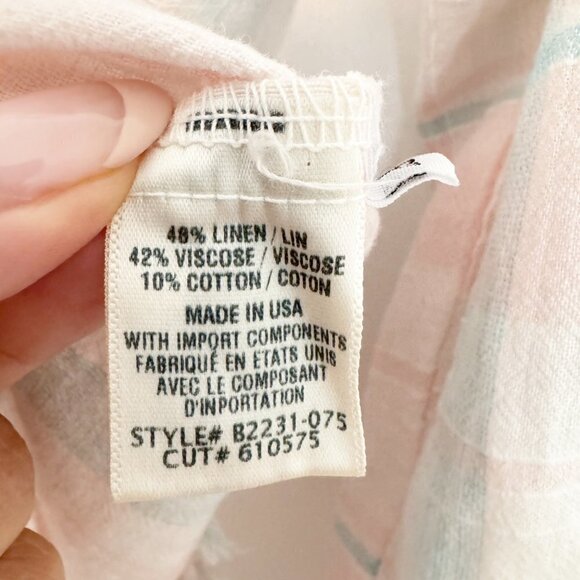 48% LINEN / LIN
42% VISCOSE / VISCOSE
10% COTTON / COTON
MADE IN USA
WITH IMPORT COMPONENTS
FABRIQUÉ EN ETATS UNIS
AVEC LE COMPOSANT
D'INPORTATION
STYLE# B2231-075
CUT# 610575